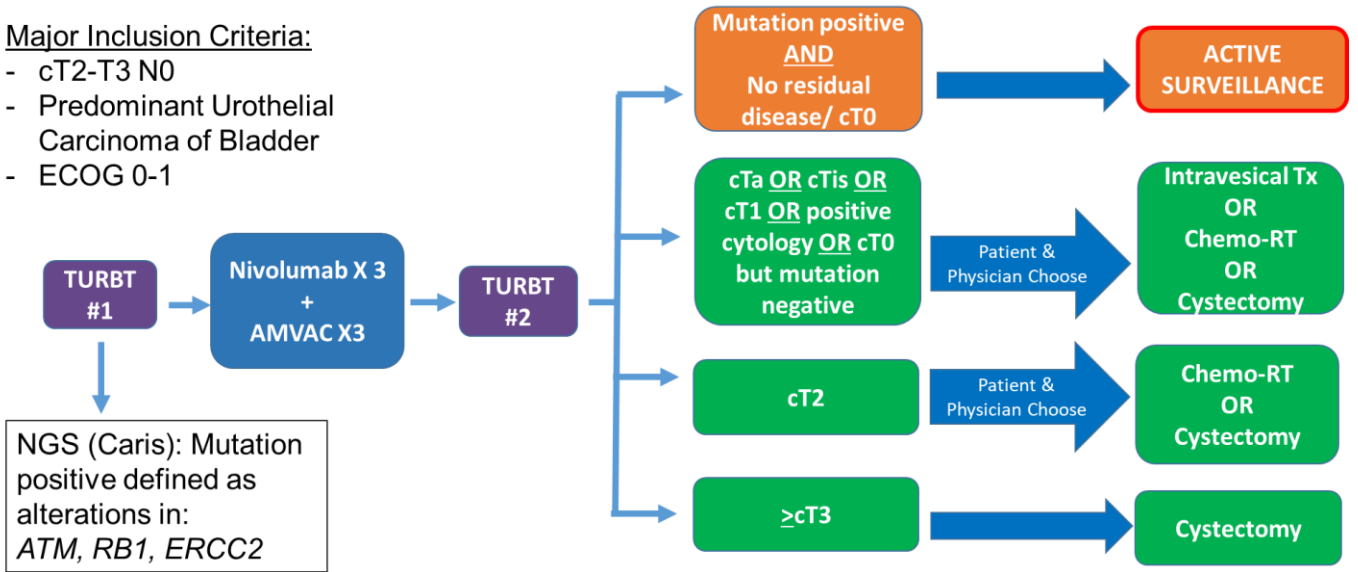 Major Inclusion Criteria:
- cT2-T3 N0
- Predominant Urothelial
Carcinoma of Bladder
- ECOG 0-1
TURBT
#1
NGS (Caris): Mutation
positive defined as
alterations in:
ATM, RB1, ERCC2
Nivolumab X 3
+
AMVAC X3
TURBT
#2
Mutation positive
AND
No residual
disease/ cT0
ACTIVE
SURVEILLANCE
cTa OR cTis OR
cT1 OR positive
cytology OR cT0
but mutation
negative
Patient &
Physician Choose
Intravesical Tx
OR
Chemo-RT
OR
Cystectomy
cT2
Patient &
Physician Choose
Chemo-RT
OR
Cystectomy
>cT3
Cystectomy